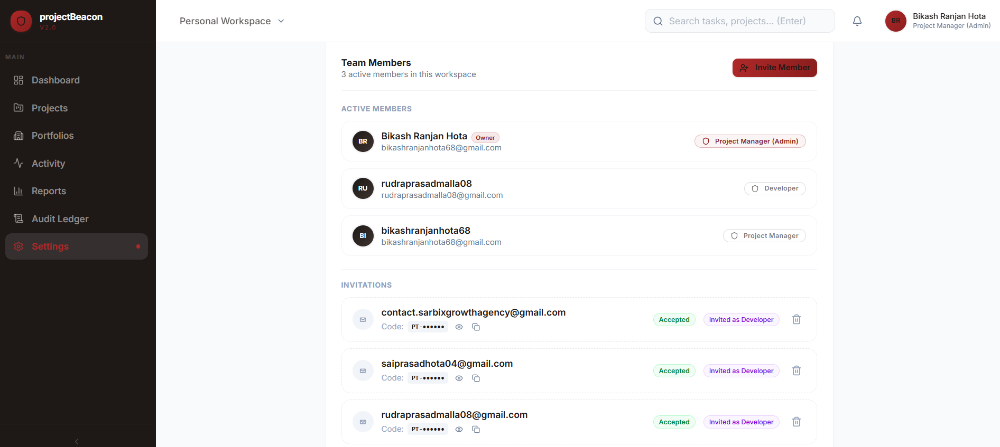 projectBeacon
V2.0
MAIN
Dashboard
Projects
Portfolios
Activity
Reports
Audit Ledger
Settings
Personal Workspace
Search tasks, projects... (Enter)
BR
Bikash Ranjan Hota
Project Manager (Admin)
Team Members
3 active members in this workspace
Invite Member
ACTIVE MEMBERS
BR
Bikash Ranjan Hota Owner
bikashranjanhota68@gmail.com
Project Manager (Admin)
RU
rudraprasadmalla08
rudraprasadmalla08@gmail.com
Developer
BI
bikashranjanhota68
bikashranjanhota68@gmail.com
Project Manager
INVITATIONS
contact.sarbixgrowthagency@gmail.com
Code: PT-••••••
Accepted
Invited as Developer
saiprasadhota04@gmail.com
Code: PT-••••••
Accepted
Invited as Developer
rudraprasadmalla08@gmail.com
Code: PT-••••••
Accepted
Invited as Developer